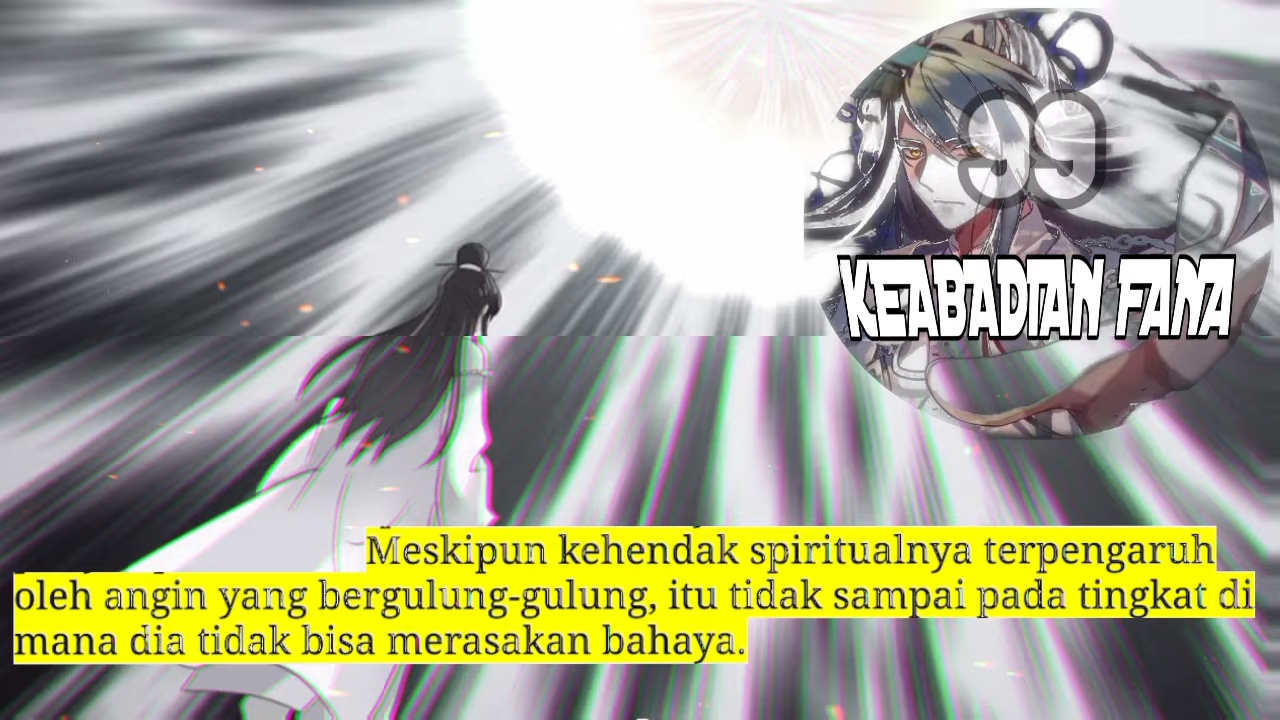 99
KEABADIAN FANA
Meskipun kehendak spiritualnya terpengaruh
oleh angin yang bergulung-gulung, itu tidak sampai pada tingkat di
mana dia tidak bisa merasakan bahaya.